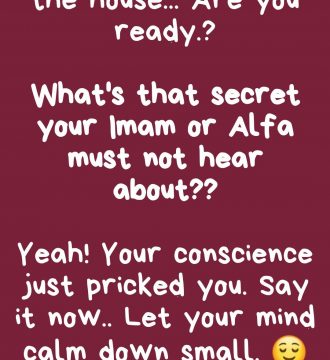 the house... Are you
ready.?
What's that secret
your Imam or Alfa
must not hear
about??
Yeah! Your conscience
just pricked you. Say
it now.. Let your mind
calm down small. 😌